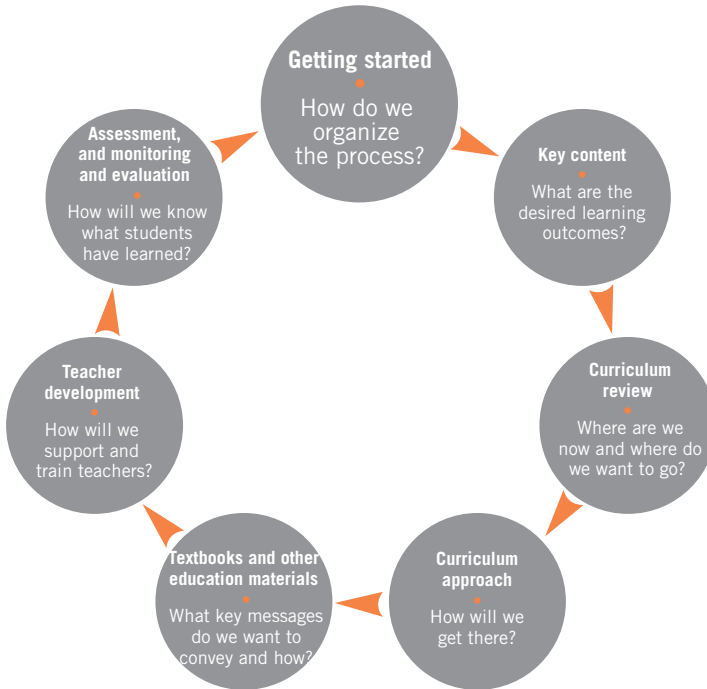 Getting started
How do we
organize
the process?
Key content
What are the
desired learning
outcomes?
Curriculum
review
Where are we
now and where do
we want to go?
Curriculum
approach
How will we
get there?
Textbooks and other
education materials
What key messages
do we want to
convey and how?
Teacher
development
How will we
support and
train teachers?
Assessment,
and monitoring
and evaluation
How will we know
what students
have learned?